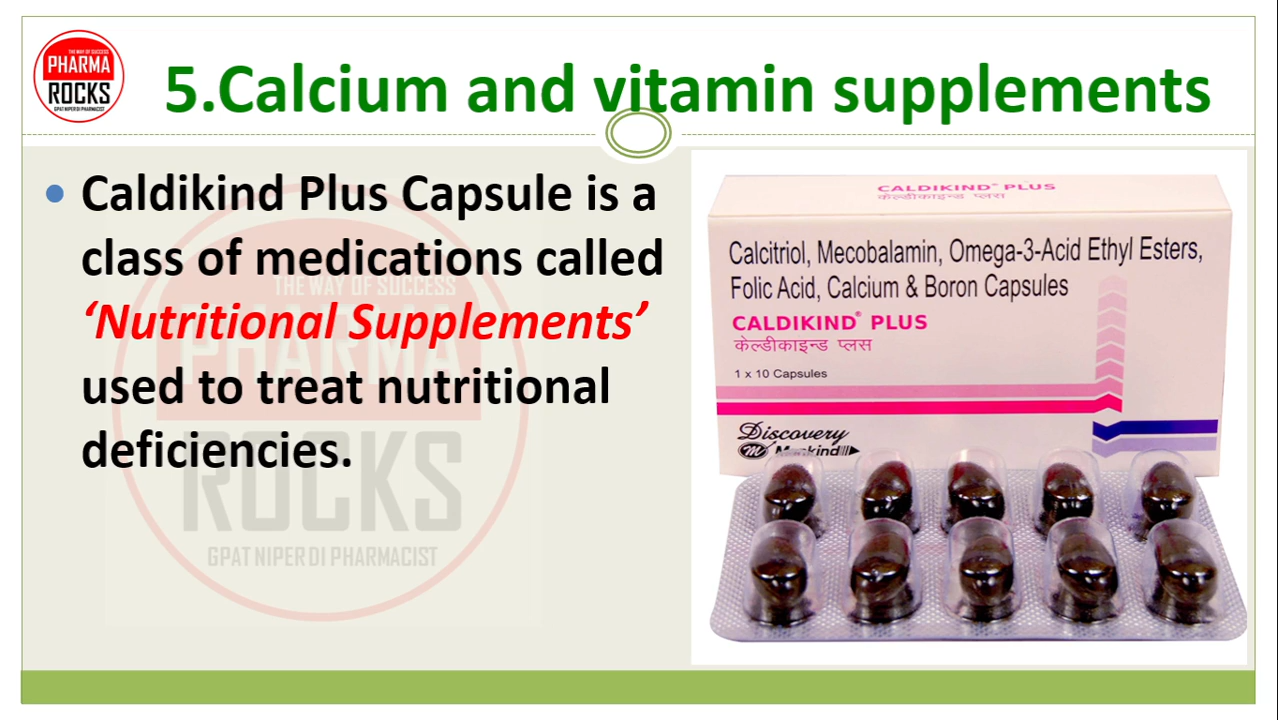 THE WAY OF SUCCESS
PHARMA
ROCKS
GPAT NIPER DI PHARMACIST
5.Calcium and vitamin supplements
• Caldikind Plus Capsule is a
class of medications called
‘Nutritional Supplements’
used to treat nutritional
deficiencies.
THE WAY OF SUCCESS
PHARMA
ROCKS
GPAT NIPER DI PHARMACIST
CALDIKIND® PLUS
केल्डीकाइन्ड प्लस
Calcitriol, Mecobalamin, Omega-3-Acid Ethyl Esters,
Folic Acid, Calcium & Boron Capsules
CALDIKIND® PLUS
केल्डीकाइन्ड प्लस
1 x 10 Capsules
Discovery
Mankind